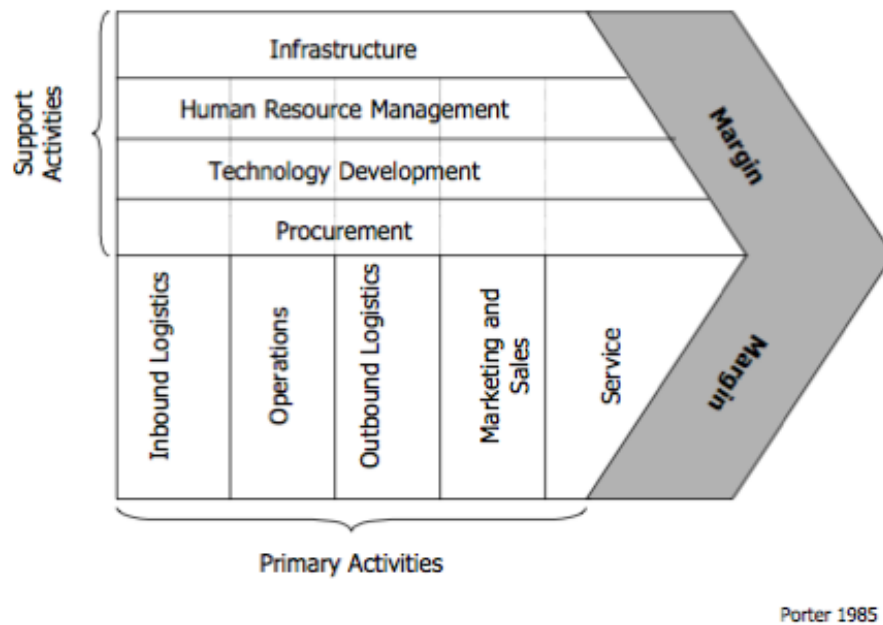 Support
Activities
Infrastructure
Human Resource Management
Technology Development
Procurement
Margin
Inbound Logistics
Operations
Outbound Logistics
Marketing and
Sales
Service
Margin
Primary Activities
Porter 1985